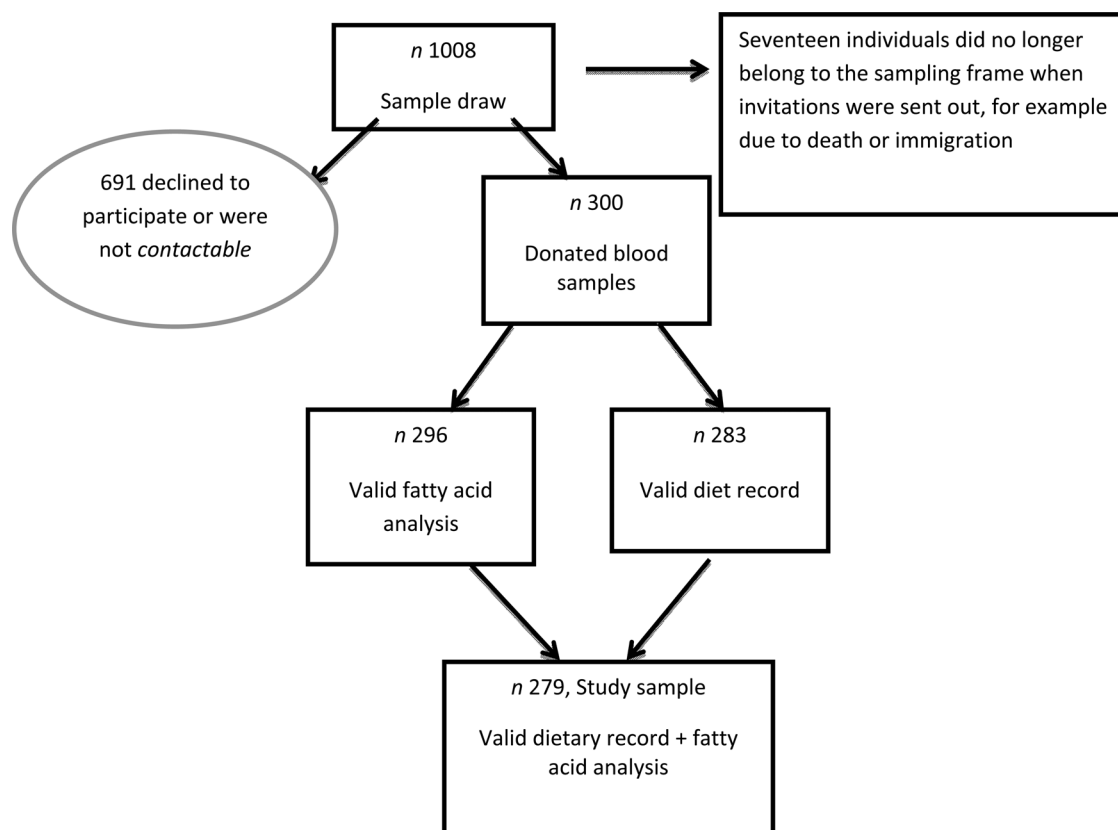 n 1008
Sample draw
Seventeen individuals did no longer
belong to the sampling frame when
invitations were sent out, for example
due to death or immigration
691 declined to
participate or were
not contactable
n 300
Donated blood
samples
n 296
Valid fatty acid
analysis
n 283
Valid diet record
n 279, Study sample
Valid dietary record + fatty
acid analysis